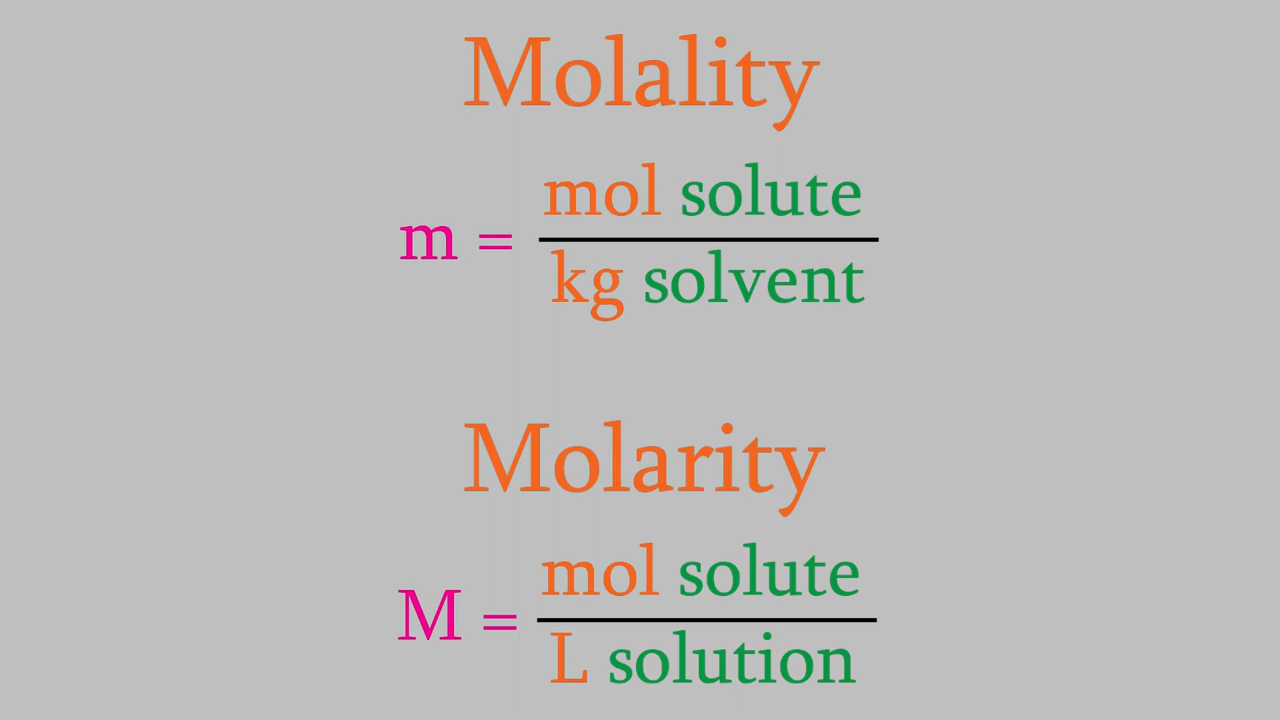 Molality
mol solute
m =
kg solvent
Molarity
mol solute
M =
L solution